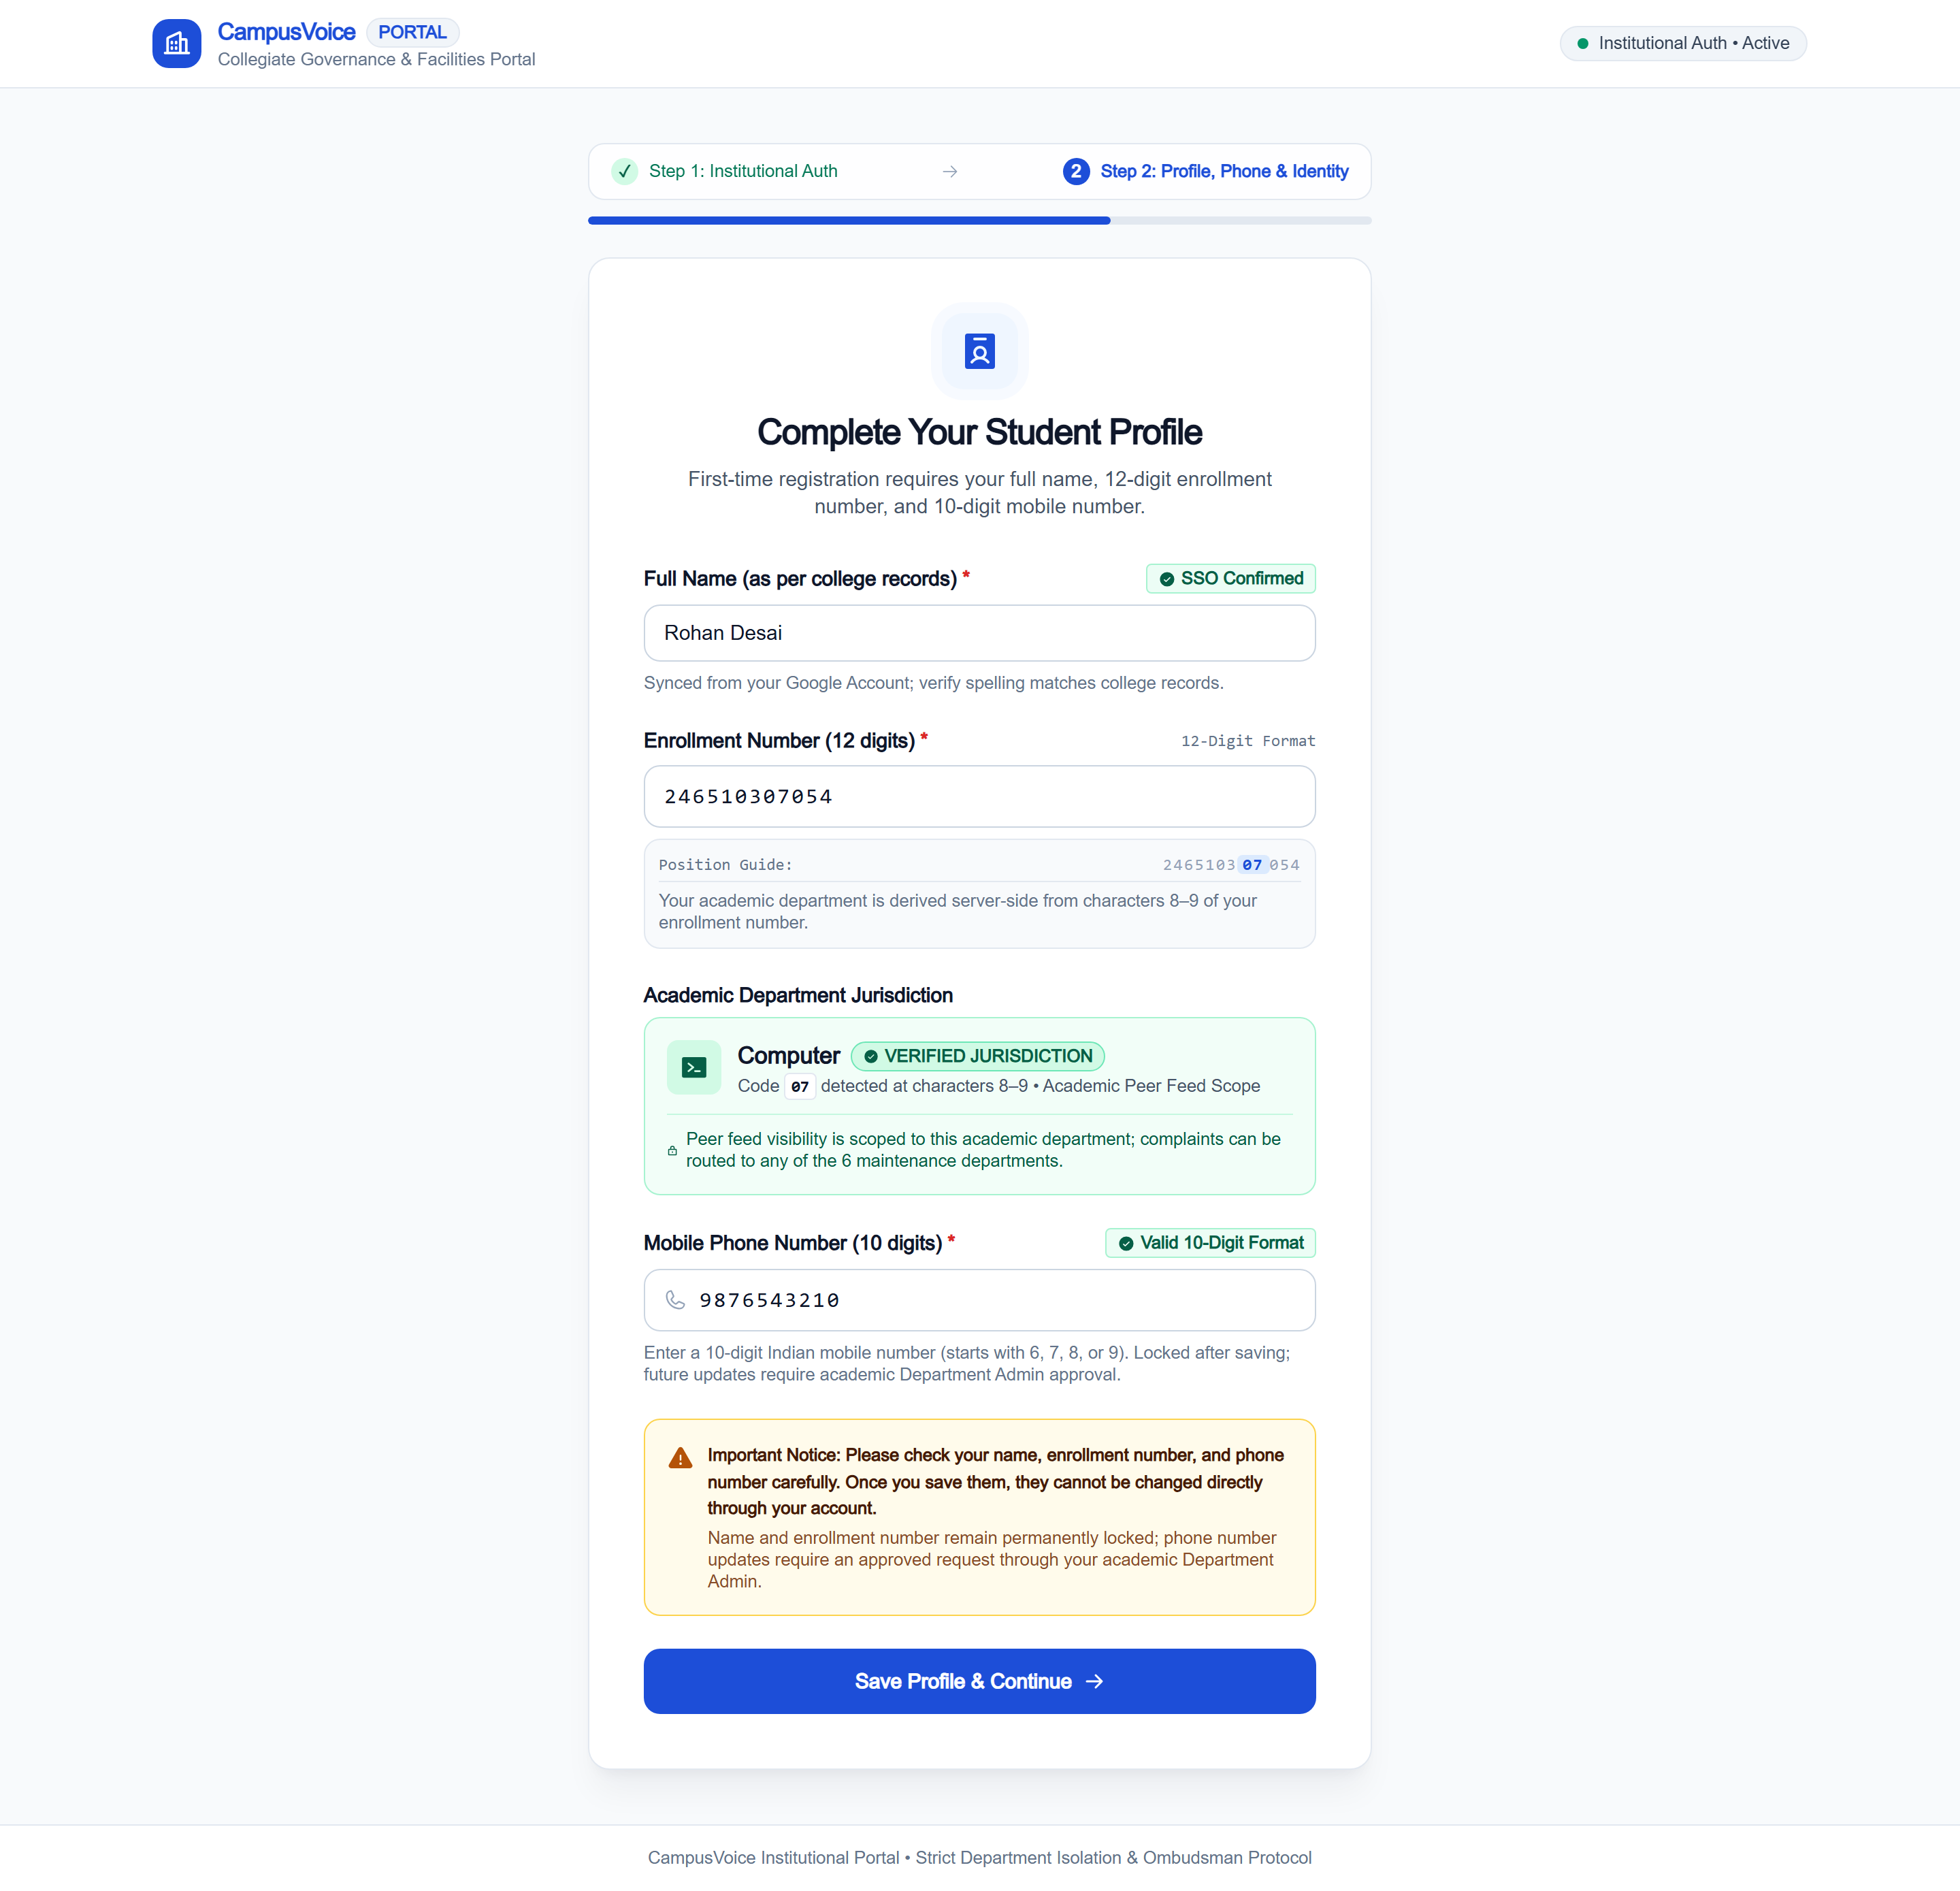 CampusVoice PORTAL
Collegiate Governance & Facilities Portal
Institutional Auth • Active
Step 1: Institutional Auth → 2 Step 2: Profile, Phone & Identity
Complete Your Student Profile
First-time registration requires your full name, 12-digit enrollment
number, and 10-digit mobile number.
Full Name (as per college records) * SSO Confirmed
Rohan Desai
Synced from your Google Account; verify spelling matches college records.
Enrollment Number (12 digits) * 12-Digit Format
246510307054
Position Guide: 246510307054
Your academic department is derived server-side from characters 8–9 of your
enrollment number.
Academic Department Jurisdiction
Computer VERIFIED JURISDICTION
Code 07 detected at characters 8–9 • Academic Peer Feed Scope
Peer feed visibility is scoped to this academic department; complaints can be
routed to any of the 6 maintenance departments.
Mobile Phone Number (10 digits) * Valid 10-Digit Format
9876543210
Enter a 10-digit Indian mobile number (starts with 6, 7, 8, or 9). Locked after saving;
future updates require academic Department Admin approval.
Important Notice: Please check your name, enrollment number, and phone
number carefully. Once you save them, they cannot be changed directly
through your account.
Name and enrollment number remain permanently locked; phone number
updates require an approved request through your academic Department
Admin.
Save Profile & Continue →
CampusVoice Institutional Portal • Strict Department Isolation & Ombudsman Protocol